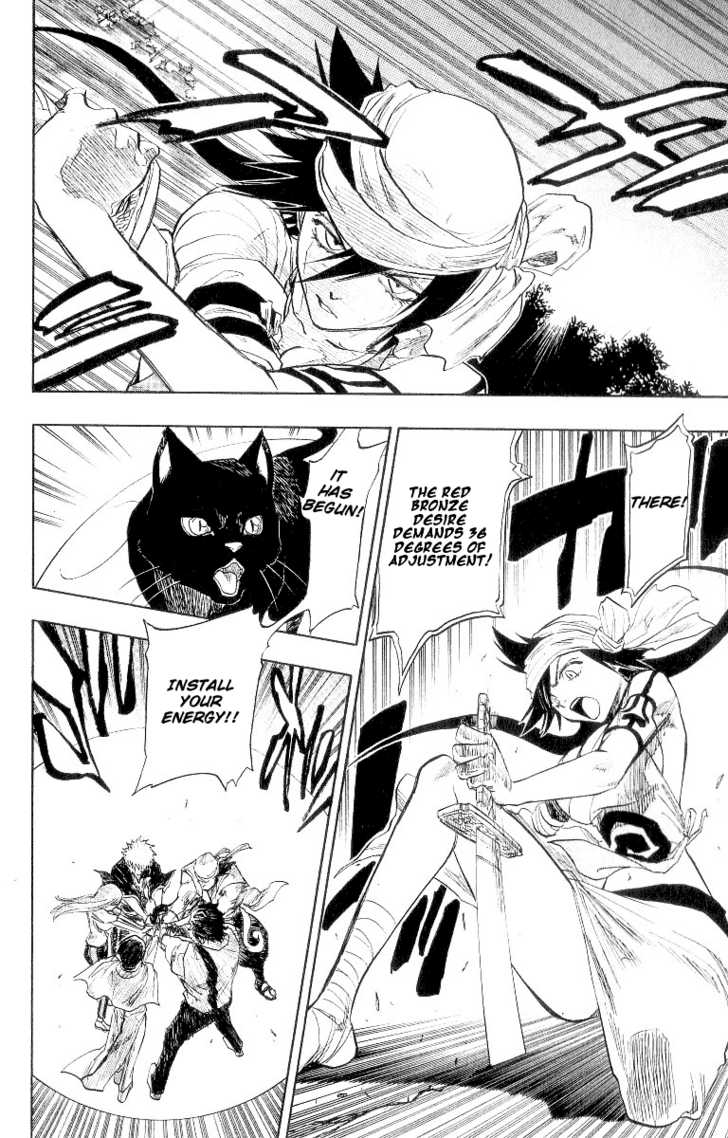 THERE!
THE RED
BRONZE
DESIRE
DEMANDS 36
DEGREES OF
ADJUSTMENT!
IT
HAS
BEGUN!
INSTALL
YOUR
ENERGY!!